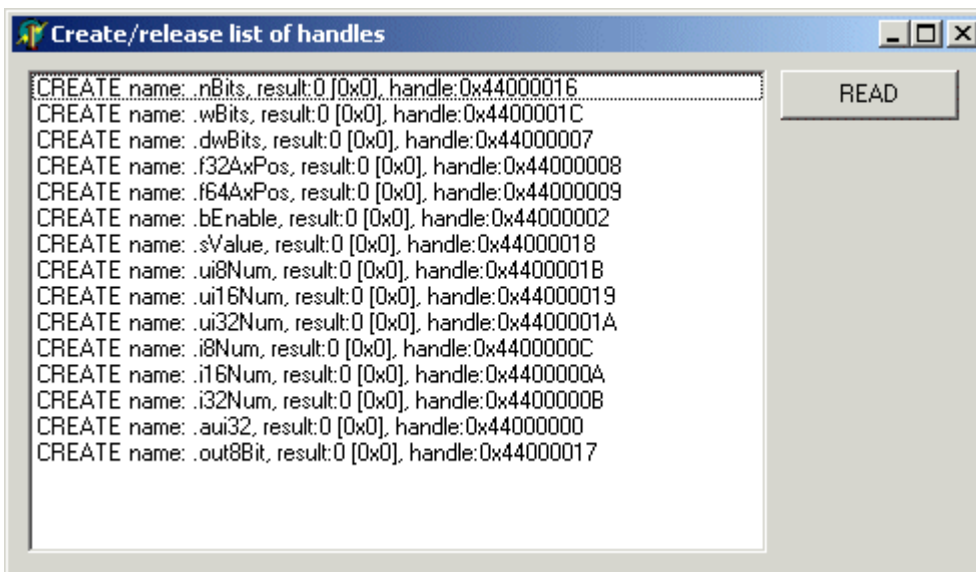 Create/release list of handles
CREATE name: .nBits, result:0 [0x0], handle:0x44000016
CREATE name: .wBits, result:0 [0x0], handle:0x4400001C
CREATE name: .dwBits, result:0 [0x0], handle:0x44000007
CREATE name: .f32AxPos, result:0 [0x0], handle:0x44000008
CREATE name: .f64AxPos, result:0 [0x0], handle:0x44000009
CREATE name: .bEnable, result:0 [0x0], handle:0x44000002
CREATE name: .sValue, result:0 [0x0], handle:0x44000018
CREATE name: .ui8Num, result:0 [0x0], handle:0x4400001B
CREATE name: .ui16Num, result:0 [0x0], handle:0x44000019
CREATE name: .ui32Num, result:0 [0x0], handle:0x4400001A
CREATE name: .i8Num, result:0 [0x0], handle:0x4400000C
CREATE name: .i16Num, result:0 [0x0], handle:0x4400000A
CREATE name: .i32Num, result:0 [0x0], handle:0x4400000B
CREATE name: .aui32, result:0 [0x0], handle:0x44000000
CREATE name: .out8Bit, result:0 [0x0], handle:0x44000017
READ